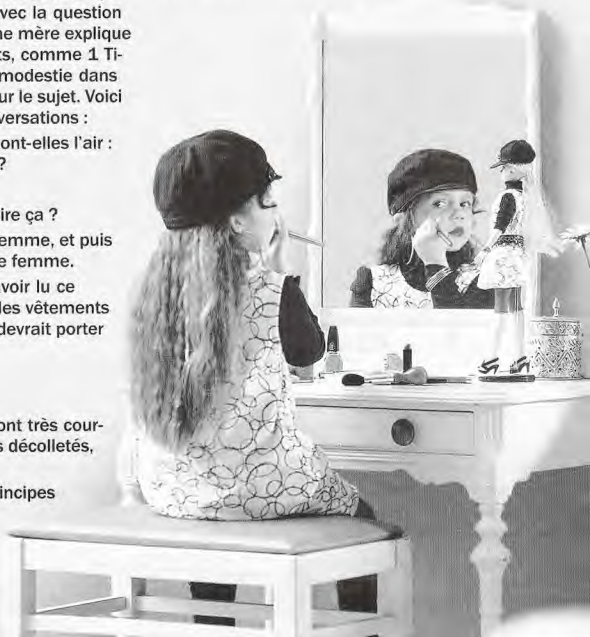 vec la question
ne mère explique
ts, comme 1 Ti-
modestie dans
ur le sujet. Voici
versations :
ont-elles l'air :
?
ire ça ?
emme, et puis
e femme.
voir lu ce
les vêtements
devrait porter
ont très cour-
s décolletés,
incipes